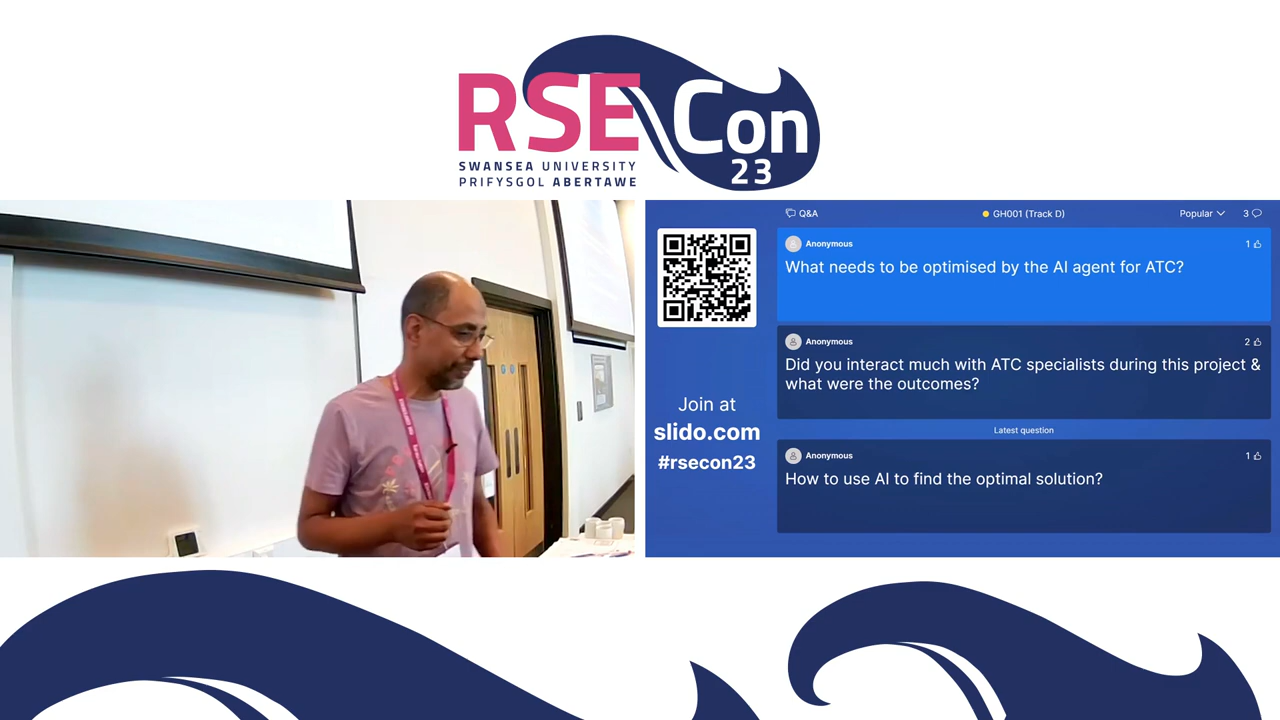 RSE Con
23
SWANSEA UNIVERSITY
PRIFYSGOL ABERTAWE
Q&A
GH001 (Track D)
Popular
3
Anonymous
1
What needs to be optimised by the AI agent for ATC?
Anonymous
2
Did you interact much with ATC specialists during this project &
what were the outcomes?
Latest question
Anonymous
1
How to use AI to find the optimal solution?
Join at
slido.com
#rsecon23